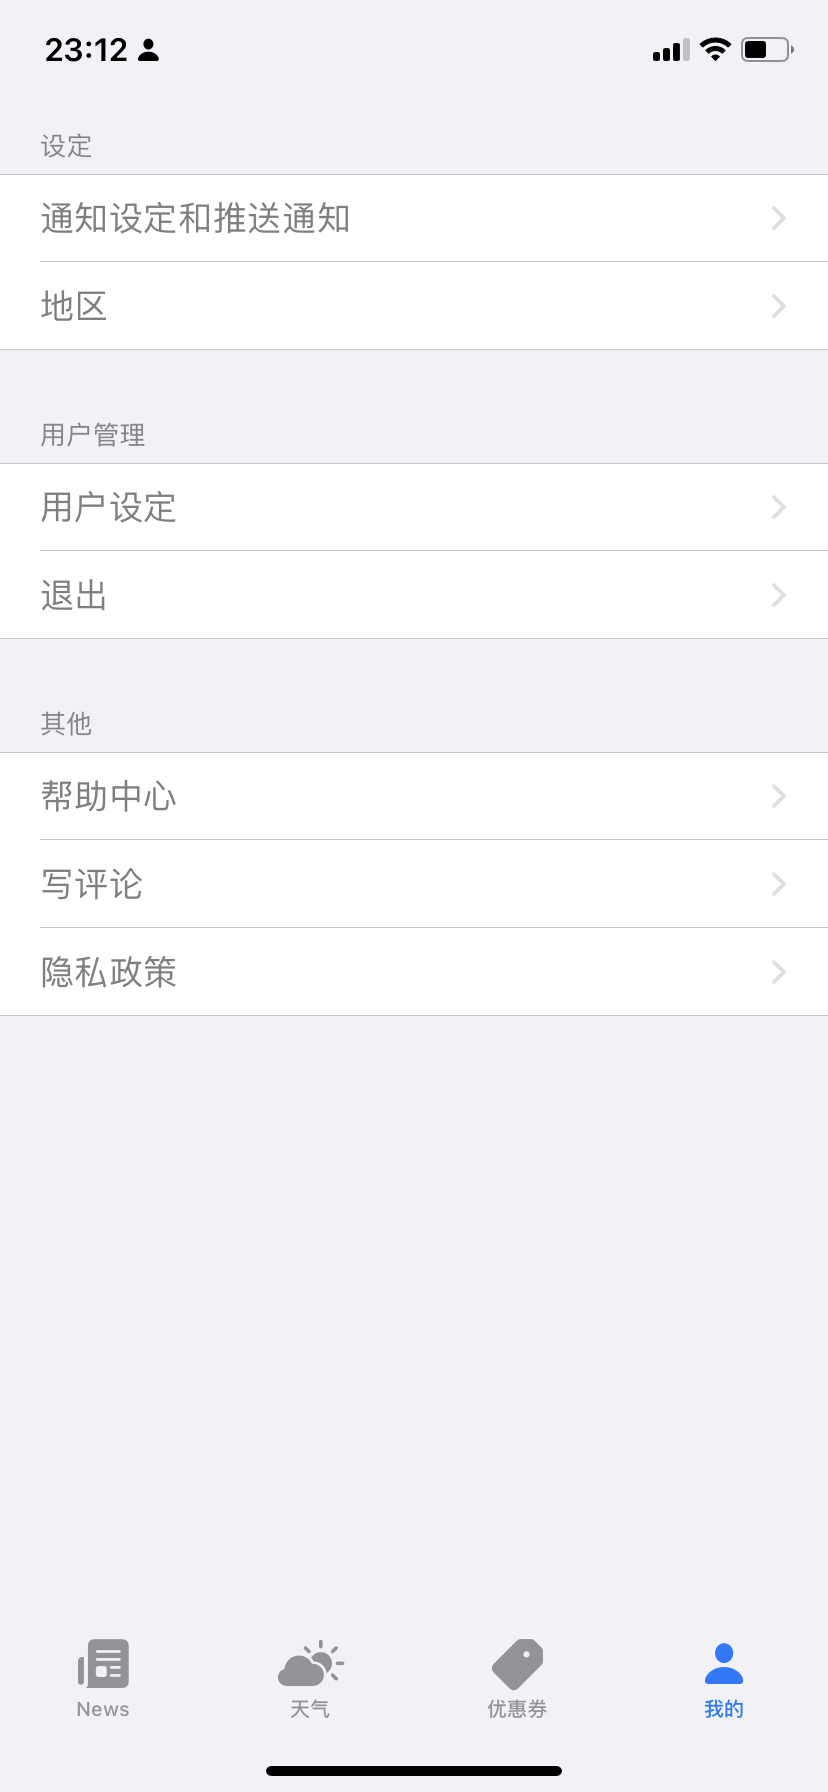 23:12
设定
通知设定和推送通知
地区
用户管理
用户设定
退出
其他
帮助中心
写评论
隐私政策
News
天气
优惠券
我的